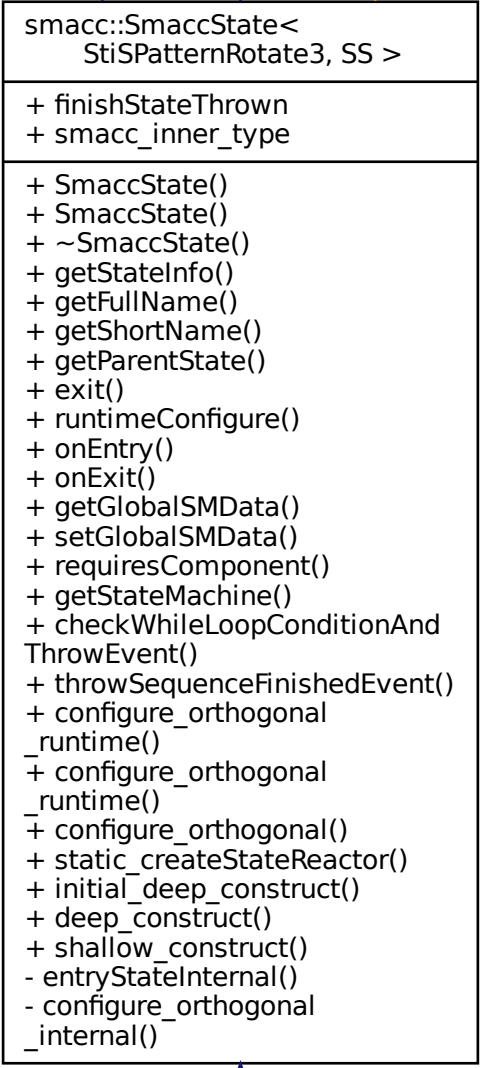 smacc::SmaccState<
StiSPatternRotate3, SS >
+ finishStateThrown
+ smacc_inner_type
+ SmaccState()
+ SmaccState()
+ ~SmaccState()
+ getStateInfo()
+ getFullName()
+ getShortName()
+ getParentState()
+ exit()
+ runtimeConfigure()
+ onEntry()
+ onExit()
+ getGlobalSMData()
+ setGlobalSMData()
+ requiresComponent()
+ getStateMachine()
+ checkWhileLoopConditionAnd
ThrowEvent()
+ throwSequenceFinishedEvent()
+ configure_orthogonal
_runtime()
+ configure_orthogonal
_runtime()
+ configure_orthogonal()
+ static_createStateReactor()
+ initial_deep_construct()
+ deep_construct()
+ shallow_construct()
- entryStateInternal()
- configure_orthogonal
_internal()